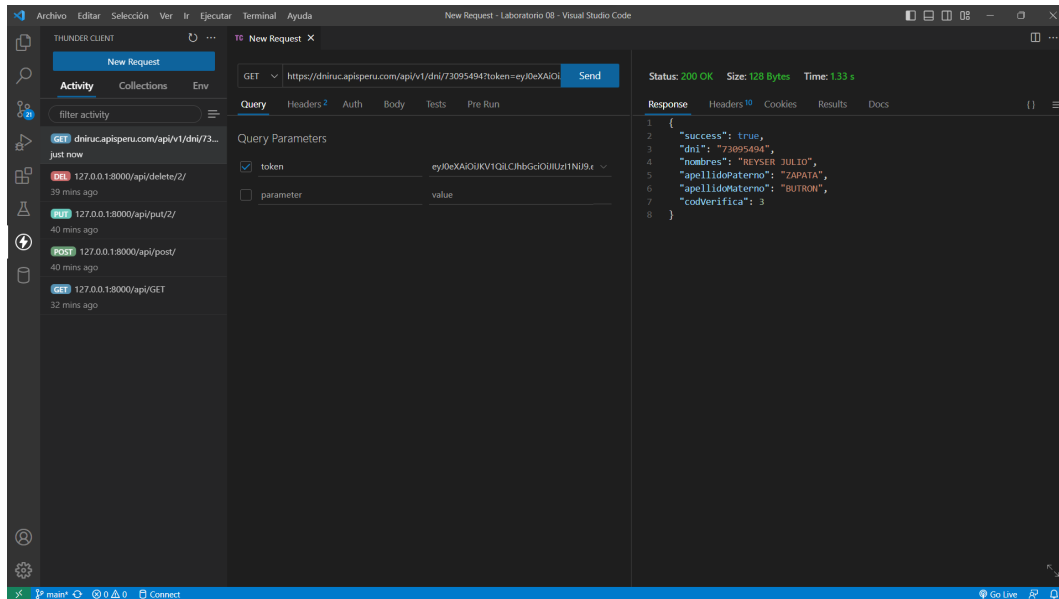 Archivo Editar Selección Ver Ir Ejecutar Terminal Ayuda
New Request - Laboratorio 08 - Visual Studio Code
THUNDER CLIENT
New Request
Activity Collections Env
filter activity
GET dniruc.apisperu.com/api/v1/dni/73...
just now
DEL 127.0.0.1:8000/api/delete/2/
39 mins ago
PUT 127.0.0.1:8000/api/put/2/
40 mins ago
POST 127.0.0.1:8000/api/post/
40 mins ago
GET 127.0.0.1:8000/api/GET
32 mins ago
21
TC New Request
GET https://dniruc.apisperu.com/api/v1/dni/73095494?token=eyJ0eXAiOi Send
Query Headers 2 Auth Body Tests Pre Run
Query Parameters
token eyJ0eXAiOiJKV1QiLCJhbGciOiJIUzI1NiJ9.e
parameter value
Status: 200 OK Size: 128 Bytes Time: 1.33 s
Response Headers 10 Cookies Results Docs {}
1 {
2 "success": true,
3 "dni": "73095494",
4 "nombres": "REYSER JULIO",
5 "apellidoPaterno": "ZAPATA",
6 "apellidoMaterno": "BUTRON",
7 "codVerifica": 3
8 }
main* 0 0 Connect
Go Live